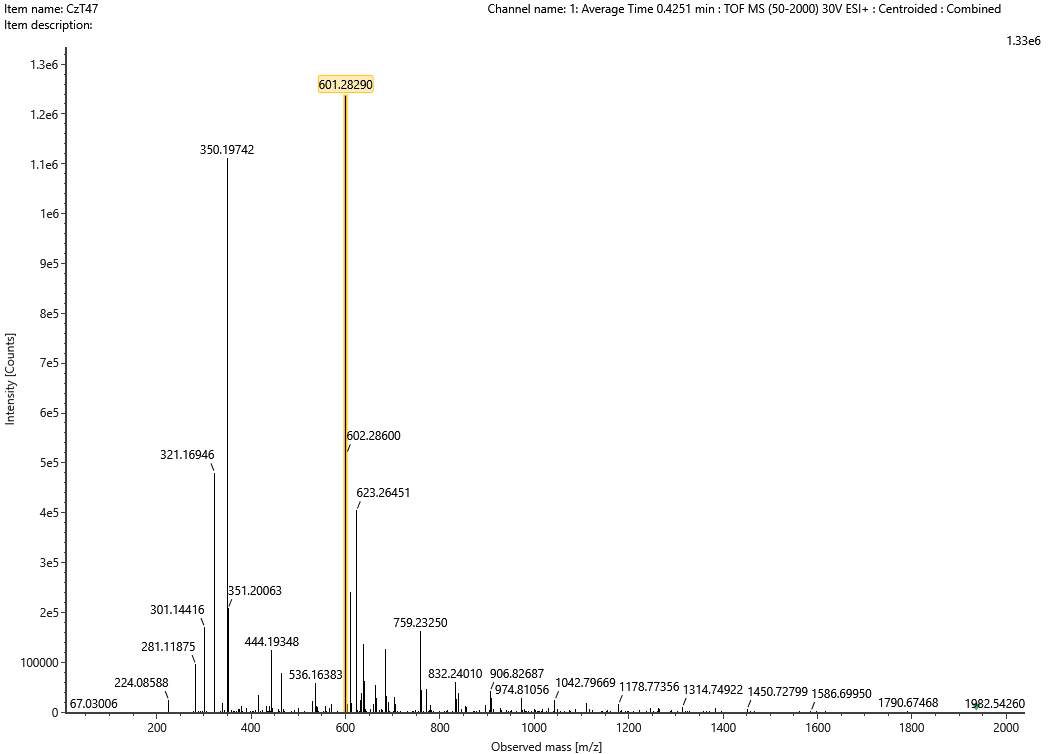 Item name: CzT47
Channel name: 1: Average Time 0.4251 min : TOF MS (50-2000) 30V ESI+ : Centroided : Combined
Item description:
1.33e6
1.3e6
601.28290
1.2e6
350.19742
1.1e6
1e6
9e5
8e5
7e5
6e5
602.28600
321.16946
5e5
623.26451
4e5
3e5
351.20063
301.14416
2e5
759.23250
444.19348
281.11875
536.16383
832.24010
906.82687
224.08588
974.81056
1042.79669
1178.77356
1314.74922
1450.72799
1586.69950
100000
67.03006
1790.67468
1982.54260
0
200
400
600
800
1000
1200
1400
1600
1800
2000
Intensity [Counts]
Observed mass [m/z]